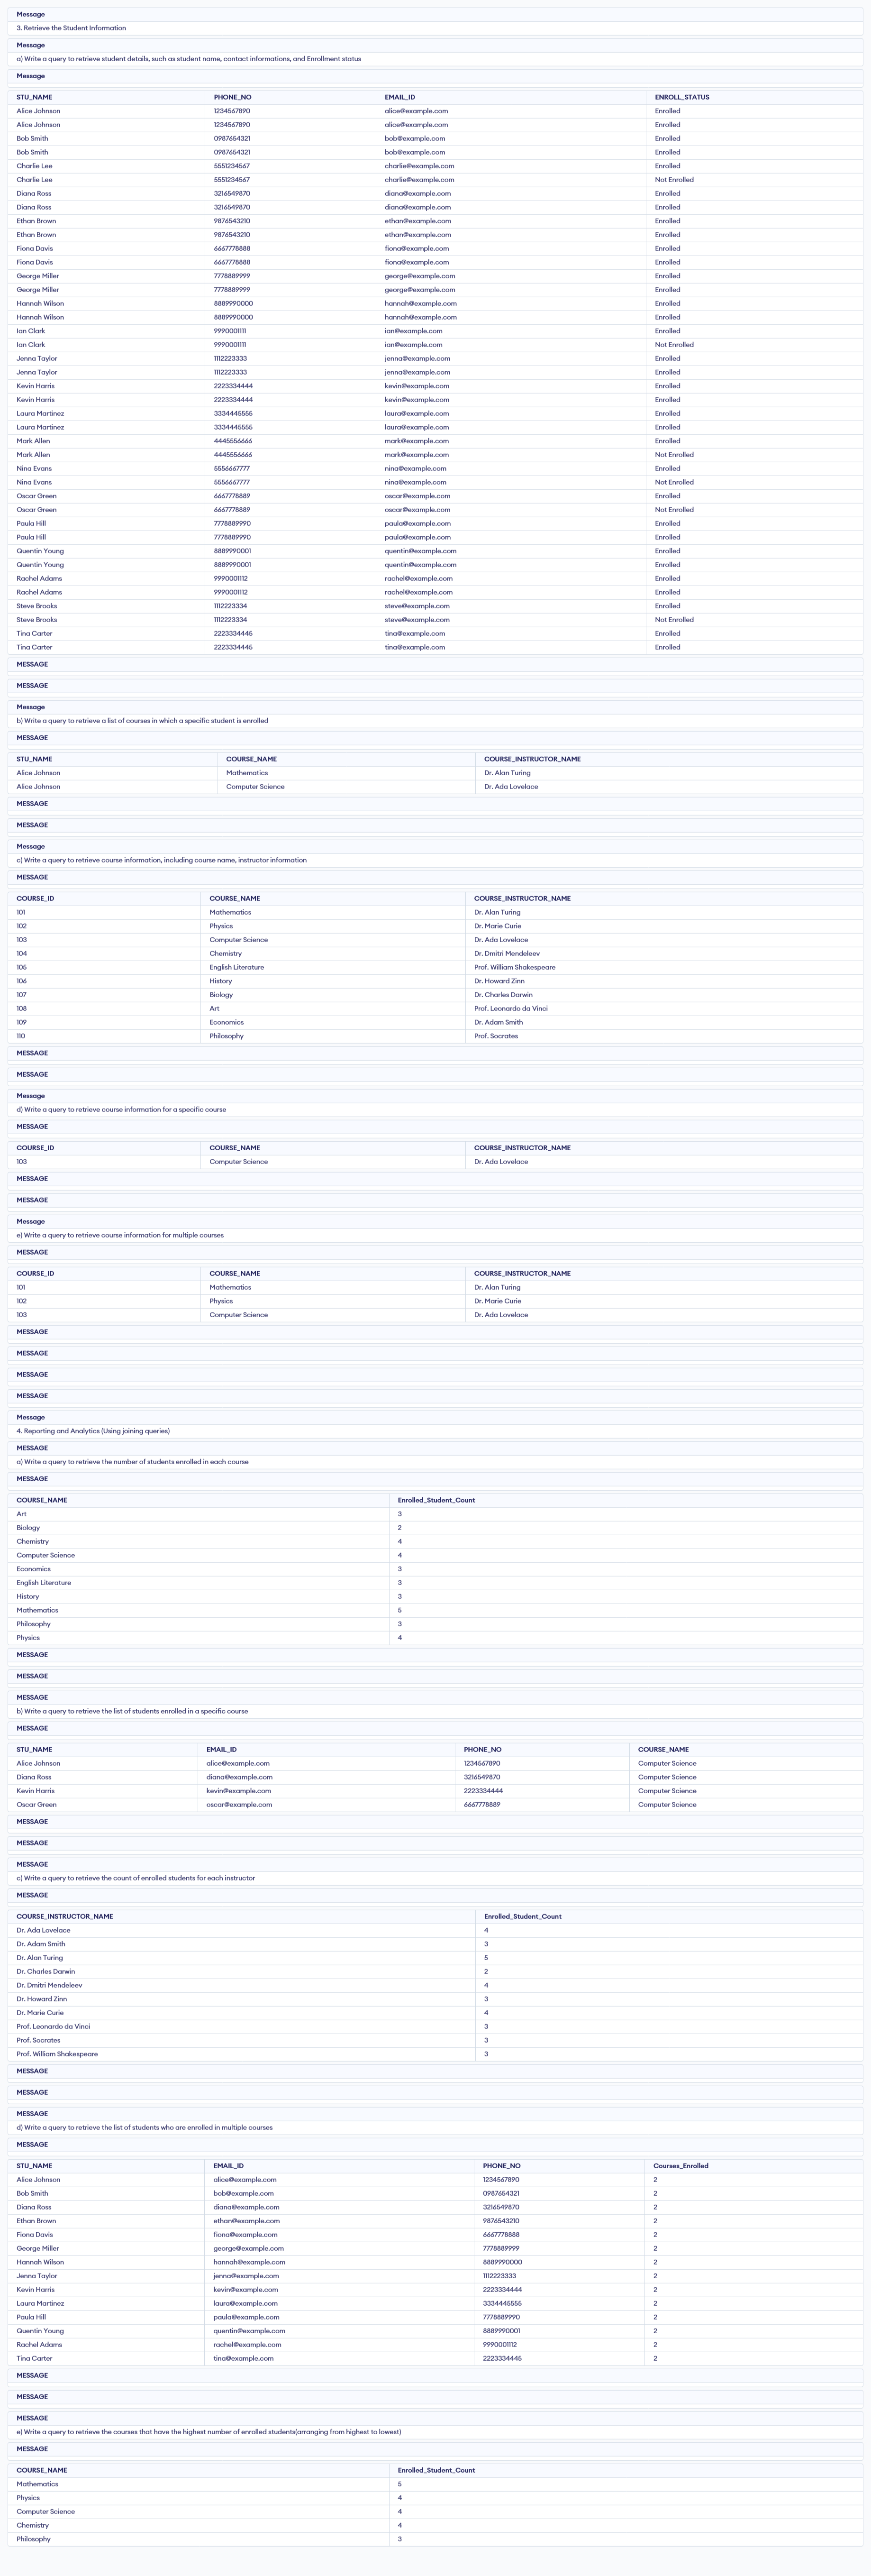 Message
3. Retrieve the Student Information
Message
a) Write a query to retrieve student details, such as student name, contact informations, and Enrollment status
Message
STU_NAME PHONE_NO EMAIL_ID ENROLL_STATUS
Alice Johnson 1234567890 alice@example.com Enrolled
Alice Johnson 1234567890 alice@example.com Enrolled
Bob Smith 0987654321 bob@example.com Enrolled
Bob Smith 0987654321 bob@example.com Enrolled
Charlie Lee 5551234567 charlie@example.com Enrolled
Charlie Lee 5551234567 charlie@example.com Not Enrolled
Diana Ross 3216549870 diana@example.com Enrolled
Diana Ross 3216549870 diana@example.com Enrolled
Ethan Brown 9876543210 ethan@example.com Enrolled
Ethan Brown 9876543210 ethan@example.com Enrolled
Fiona Davis 6667778888 fiona@example.com Enrolled
Fiona Davis 6667778888 fiona@example.com Enrolled
George Miller 7778889999 george@example.com Enrolled
George Miller 7778889999 george@example.com Enrolled
Hannah Wilson 8889990000 hannah@example.com Enrolled
Hannah Wilson 8889990000 hannah@example.com Enrolled
Ian Clark 9990001111 ian@example.com Enrolled
Ian Clark 9990001111 ian@example.com Not Enrolled
Jenna Taylor 1112223333 jenna@example.com Enrolled
Jenna Taylor 1112223333 jenna@example.com Enrolled
Kevin Harris 2223334444 kevin@example.com Enrolled
Kevin Harris 2223334444 kevin@example.com Enrolled
Laura Martinez 3334445555 laura@example.com Enrolled
Laura Martinez 3334445555 laura@example.com Enrolled
Mark Allen 4445556666 mark@example.com Enrolled
Mark Allen 4445556666 mark@example.com Not Enrolled
Nina Evans 5556667777 nina@example.com Enrolled
Nina Evans 5556667777 nina@example.com Not Enrolled
Oscar Green 6667778889 oscar@example.com Enrolled
Oscar Green 6667778889 oscar@example.com Not Enrolled
Paula Hill 7778889990 paula@example.com Enrolled
Paula Hill 7778889990 paula@example.com Enrolled
Quentin Young 8889990001 quentin@example.com Enrolled
Quentin Young 8889990001 quentin@example.com Enrolled
Rachel Adams 9990001112 rachel@example.com Enrolled
Rachel Adams 9990001112 rachel@example.com Enrolled
Steve Brooks 1112223334 steve@example.com Enrolled
Steve Brooks 1112223334 steve@example.com Not Enrolled
Tina Carter 2223334445 tina@example.com Enrolled
Tina Carter 2223334445 tina@example.com Enrolled
MESSAGE
MESSAGE
Message
b) Write a query to retrieve a list of courses in which a specific student is enrolled
MESSAGE
STU_NAME COURSE_NAME COURSE_INSTRUCTOR_NAME
Alice Johnson Mathematics Dr. Alan Turing
Alice Johnson Computer Science Dr. Ada Lovelace
MESSAGE
MESSAGE
Message
c) Write a query to retrieve course information, including course name, instructor information
MESSAGE
COURSE_ID COURSE_NAME COURSE_INSTRUCTOR_NAME
101 Mathematics Dr. Alan Turing
102 Physics Dr. Marie Curie
103 Computer Science Dr. Ada Lovelace
104 Chemistry Dr. Dmitri Mendeleev
105 English Literature Prof. William Shakespeare
106 History Dr. Howard Zinn
107 Biology Dr. Charles Darwin
108 Art Prof. Leonardo da Vinci
109 Economics Dr. Adam Smith
110 Philosophy Prof. Socrates
MESSAGE
MESSAGE
Message
d) Write a query to retrieve course information for a specific course
MESSAGE
COURSE_ID COURSE_NAME COURSE_INSTRUCTOR_NAME
103 Computer Science Dr. Ada Lovelace
MESSAGE
MESSAGE
Message
e) Write a query to retrieve course information for multiple courses
MESSAGE
COURSE_ID COURSE_NAME COURSE_INSTRUCTOR_NAME
101 Mathematics Dr. Alan Turing
102 Physics Dr. Marie Curie
103 Computer Science Dr. Ada Lovelace
MESSAGE
MESSAGE
MESSAGE
MESSAGE
Message
4. Reporting and Analytics (Using joining queries)
MESSAGE
a) Write a query to retrieve the number of students enrolled in each course
MESSAGE
COURSE_NAME Enrolled_Student_Count
Art 3
Biology 2
Chemistry 4
Computer Science 4
Economics 3
English Literature 3
History 3
Mathematics 5
Philosophy 3
Physics 4
MESSAGE
MESSAGE
MESSAGE
b) Write a query to retrieve the list of students enrolled in a specific course
MESSAGE
STU_NAME EMAIL_ID PHONE_NO COURSE_NAME
Alice Johnson alice@example.com 1234567890 Computer Science
Diana Ross diana@example.com 3216549870 Computer Science
Kevin Harris kevin@example.com 2223334444 Computer Science
Oscar Green oscar@example.com 6667778889 Computer Science
MESSAGE
MESSAGE
MESSAGE
c) Write a query to retrieve the count of enrolled students for each instructor
MESSAGE
COURSE_INSTRUCTOR_NAME Enrolled_Student_Count
Dr. Ada Lovelace 4
Dr. Adam Smith 3
Dr. Alan Turing 5
Dr. Charles Darwin 2
Dr. Dmitri Mendeleev 4
Dr. Howard Zinn 3
Dr. Marie Curie 4
Prof. Leonardo da Vinci 3
Prof. Socrates 3
Prof. William Shakespeare 3
MESSAGE
MESSAGE
MESSAGE
d) Write a query to retrieve the list of students who are enrolled in multiple courses
MESSAGE
STU_NAME EMAIL_ID PHONE_NO Courses_Enrolled
Alice Johnson alice@example.com 1234567890 2
Bob Smith bob@example.com 0987654321 2
Diana Ross diana@example.com 3216549870 2
Ethan Brown ethan@example.com 9876543210 2
Fiona Davis fiona@example.com 6667778888 2
George Miller george@example.com 7778889999 2
Hannah Wilson hannah@example.com 8889990000 2
Jenna Taylor jenna@example.com 1112223333 2
Kevin Harris kevin@example.com 2223334444 2
Laura Martinez laura@example.com 3334445555 2
Paula Hill paula@example.com 7778889990 2
Quentin Young quentin@example.com 8889990001 2
Rachel Adams rachel@example.com 9990001112 2
Tina Carter tina@example.com 2223334445 2
MESSAGE
MESSAGE
MESSAGE
e) Write a query to retrieve the courses that have the highest number of enrolled students(arranging from highest to lowest)
MESSAGE
COURSE_NAME Enrolled_Student_Count
Mathematics 5
Physics 4
Computer Science 4
Chemistry 4
Philosophy 3